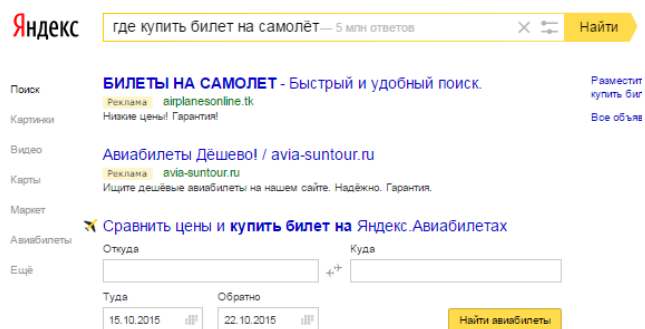 Яндекс
где купить билет на самолёт — 5 млн ответов
Найти
Поиск
Картинки
Видео
Карты
Маркет
Авиабилеты
Ещё
БИЛЕТЫ НА САМОЛЕТ - Быстрый и удобный поиск.
Реклама airplanesonline.tk
Низкие цены! Гарантия!
Авиабилеты Дёшево! / avia-suntour.ru
Реклама avia-suntour.ru
Ищите дешёвые авиабилеты на нашем сайте. Надёжно. Гарантия.
Сравнить цены и купить билет на Яндекс.Авиабилетах
Откуда
Куда
Туда
Обратно
15.10.2015
22.10.2015
Найти авиабилеты
Разместит
купить бил
Все объяв